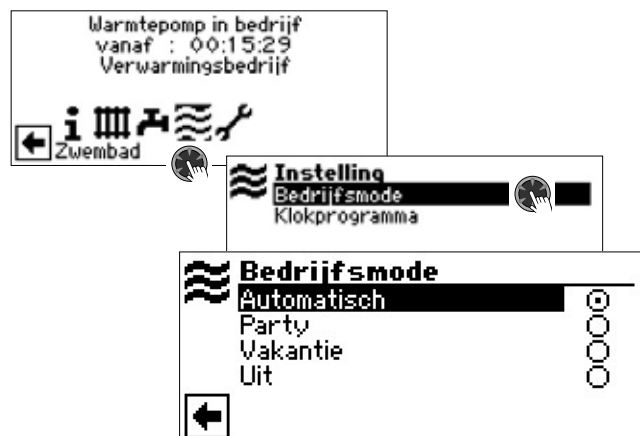 Warmtepomp in bedrijf
vanaf : 00:15:29
Verwarmingsbedrijf
Zwembad
Instelling
Bedrijfsmode
Klokprogramma
Bedrijfsmode
Automatisch
Party
Vakantie
Uit